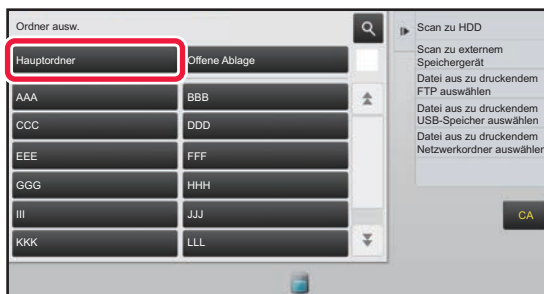 Ordner ausw.
Hauptordner
Offene Ablage
AAA
BBB
CCC
DDD
EEE
FFF
GGG
HHH
III
JJJ
KKK
LLL
Scan zu HDD
Scan zu externem
Speichergerät
Datei aus zu druckendem
FTP auswählen
Datei aus zu druckendem
USB-Speicher auswählen
Datei aus zu druckendem
Netzwerkordner auswählen
CA